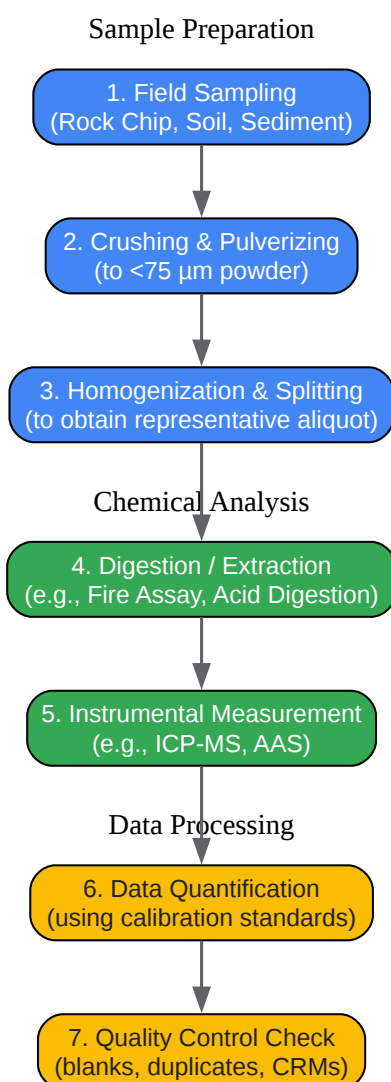 Sample Preparation
1. Field Sampling
(Rock Chip, Soil, Sediment)
2. Crushing & Pulverizing
(to <75 µm powder)
3. Homogenization & Splitting
(to obtain representative aliquot)
Chemical Analysis
4. Digestion / Extraction
(e.g., Fire Assay, Acid Digestion)
5. Instrumental Measurement
(e.g., ICP-MS, AAS)
Data Processing
6. Data Quantification
(using calibration standards)
7. Quality Control Check
(blanks, duplicates, CRMs)